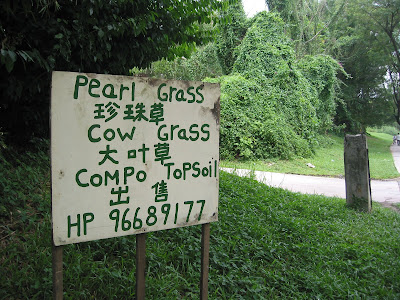 Pearl Grass
珍珠草
Cow Grass
大叶草
Compo Topsoil
出售
HP 96689177